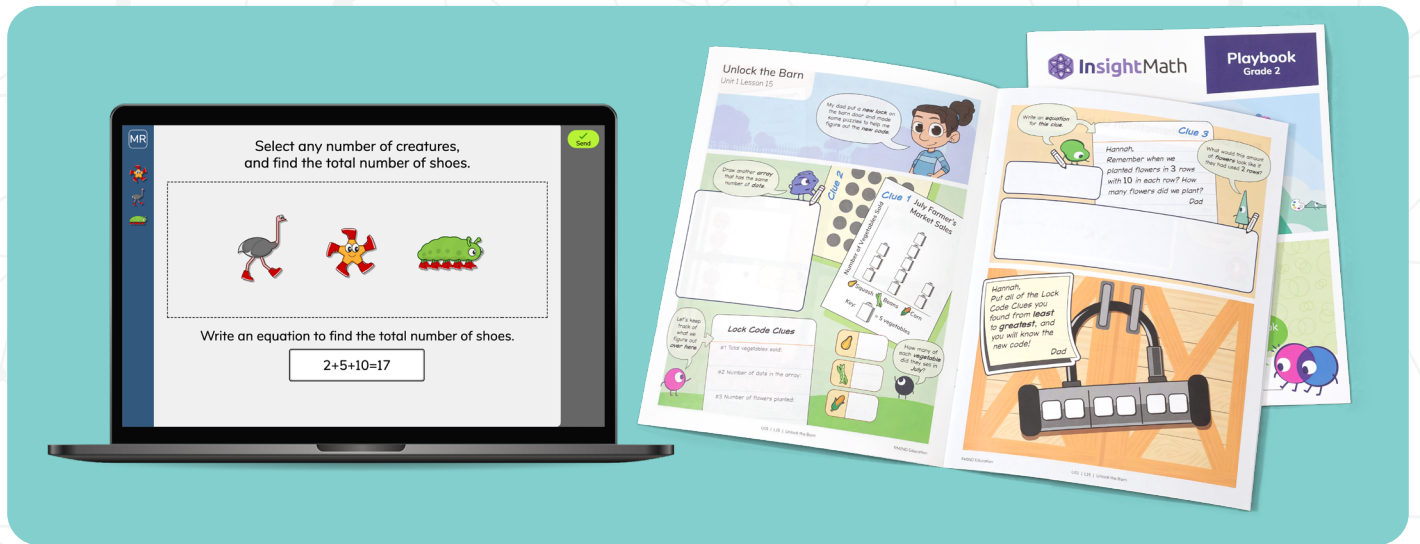 MR
Send
Select any number of creatures,
and find the total number of shoes.
Write an equation to find the total number of shoes.
2+5+10=17
Unlock the Barn
Unit 1 Lesson 15
My dad put a new lock on
the barn door and made
some puzzles to help me
figure out the new code.
Draw another array
that has the same
number of dots.
Clue 2
Clue 1
July Farmer's
Market Sales
Number of Vegetables Sold
Squash
Beans
Corn
Key:
= 5 vegetables
Let's keep
track of
what we
figure out
over here.
Lock Code Clues
#1 Total vegetables sold:
#2 Number of dots in the array:
#3 Number of flowers planted:
How many of
each vegetable
did they sell in
July?
Unlock the Barn
©MIND Education
InsightMath
Playbook
Grade 2
Write an equation
for this clue.
Clue 3
Hannah,
Remember when we
planted flowers in 3 rows
with 10 in each row? How
many flowers did we plant?
Dad
What would this amount
of flowers look like if
they had used 2 rows?
Hannah,
Put all of the Lock
Code Clues you
found from least
to greatest, and
you will know the
new code!
Dad
©MIND Education
Unlock the Barn